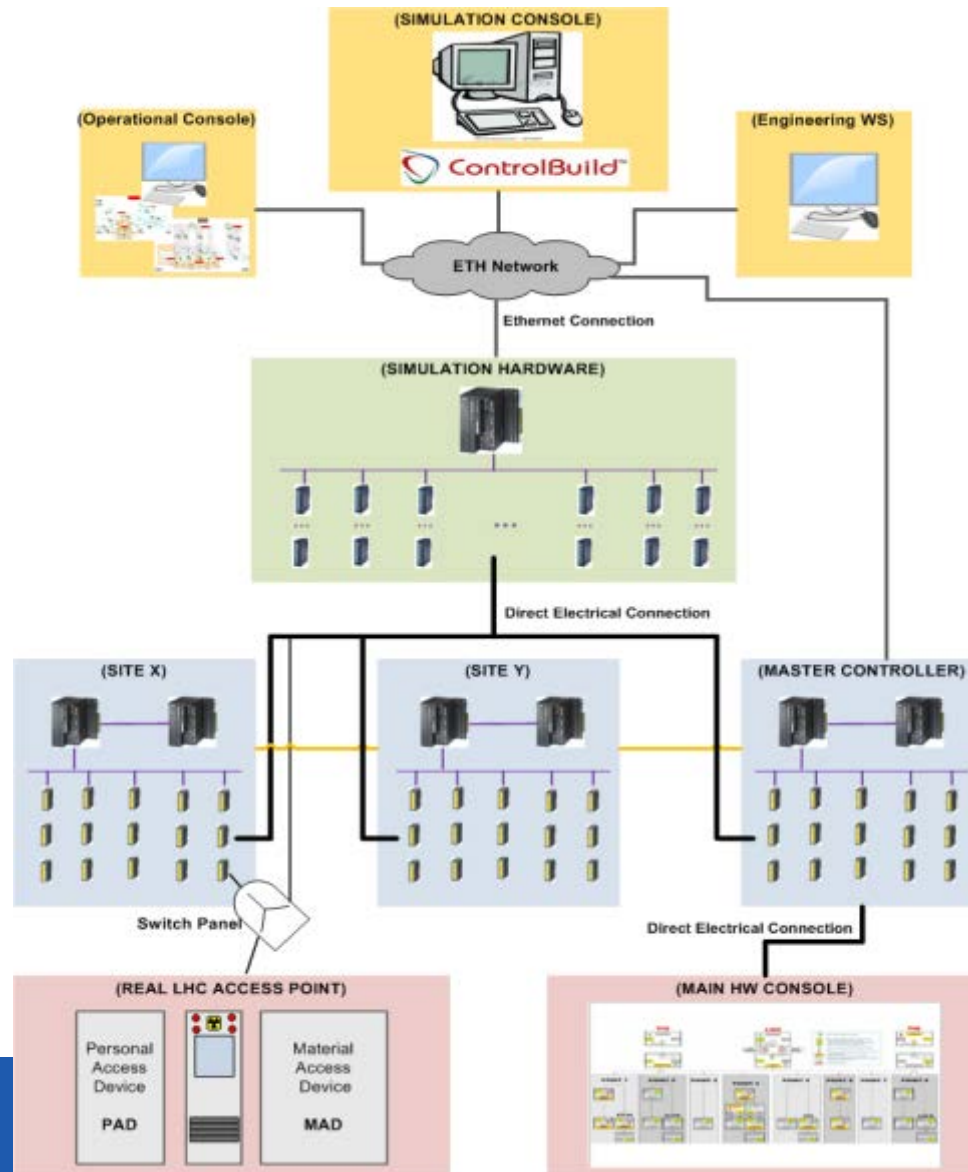 (SIMULATION CONSOLE)
ControlBuild™
(Operational Console)
(Engineering WS)
ETH Network
Ethernet Connection
(SIMULATION HARDWARE)
...
Direct Electrical Connection
(SITE X)
(SITE Y)
(MASTER CONTROLLER)
Switch Panel
Direct Electrical Connection
(REAL LHC ACCESS POINT)
Personal
Access
Device
PAD
Material
Access
Device
MAD
(MAIN HW CONSOLE)